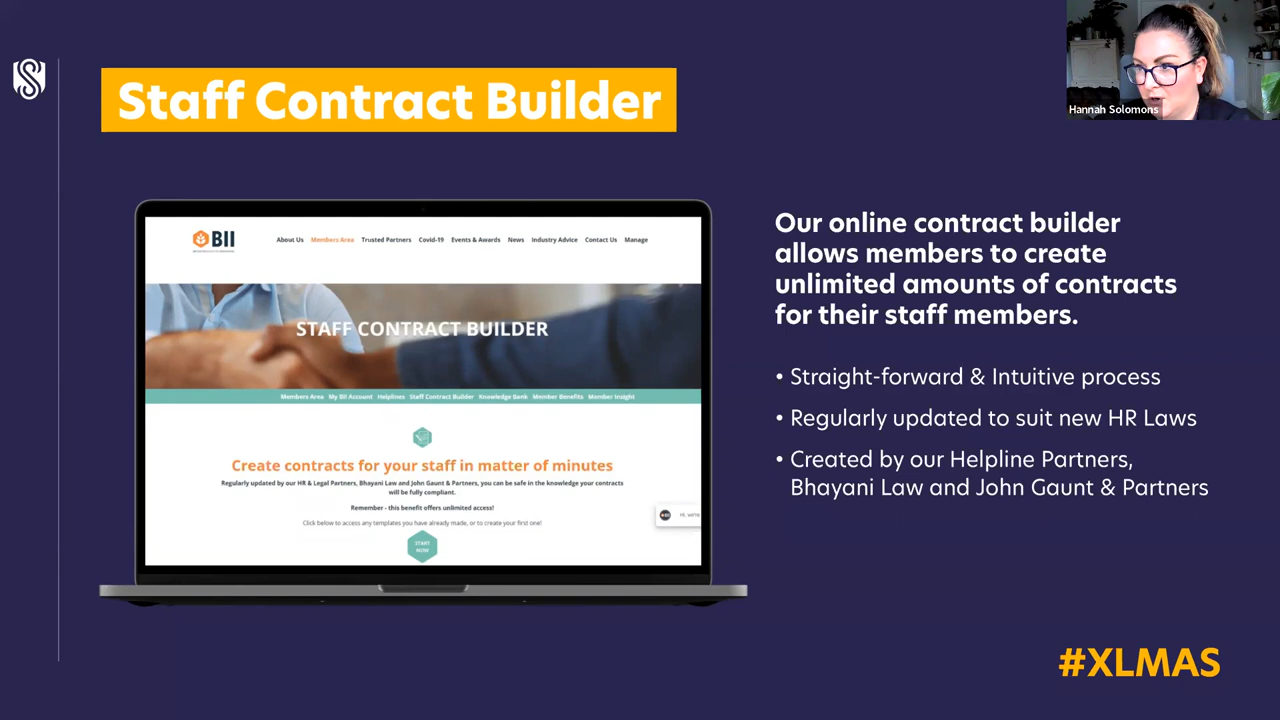 Staff Contract Builder
Hannah Solomons
BII
About Us Members Area Trusted Partners Covid-19 Events & Awards News Industry Advice Contact Us Manage
STAFF CONTRACT BUILDER
Members Area My BII Account Helplines Staff Contract Builder Knowledge Bank Member Benefits Member Insight
Create contracts for your staff in matter of minutes
Regularly updated by our HR & Legal Partners, Bhayani Law and John Gaunt & Partners, you can be safe in the knowledge your contracts
will be fully compliant.
Remember - this benefit offers unlimited access!
Click below to access any templates you have already made, or to create your first one!
START
NOW
Our online contract builder
allows members to create
unlimited amounts of contracts
for their staff members.
• Straight-forward & Intuitive process
• Regularly updated to suit new HR Laws
• Created by our Helpline Partners,
Bhayani Law and John Gaunt & Partners
#XLMAS